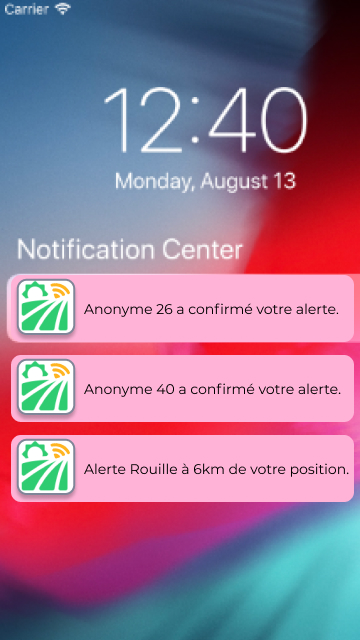 Carrier
12:40
Monday, August 13
Notification Center
Anonyme 26 a confirmé votre alerte.
Anonyme 40 a confirmé votre alerte.
Alerte Rouille à 6km de votre position.